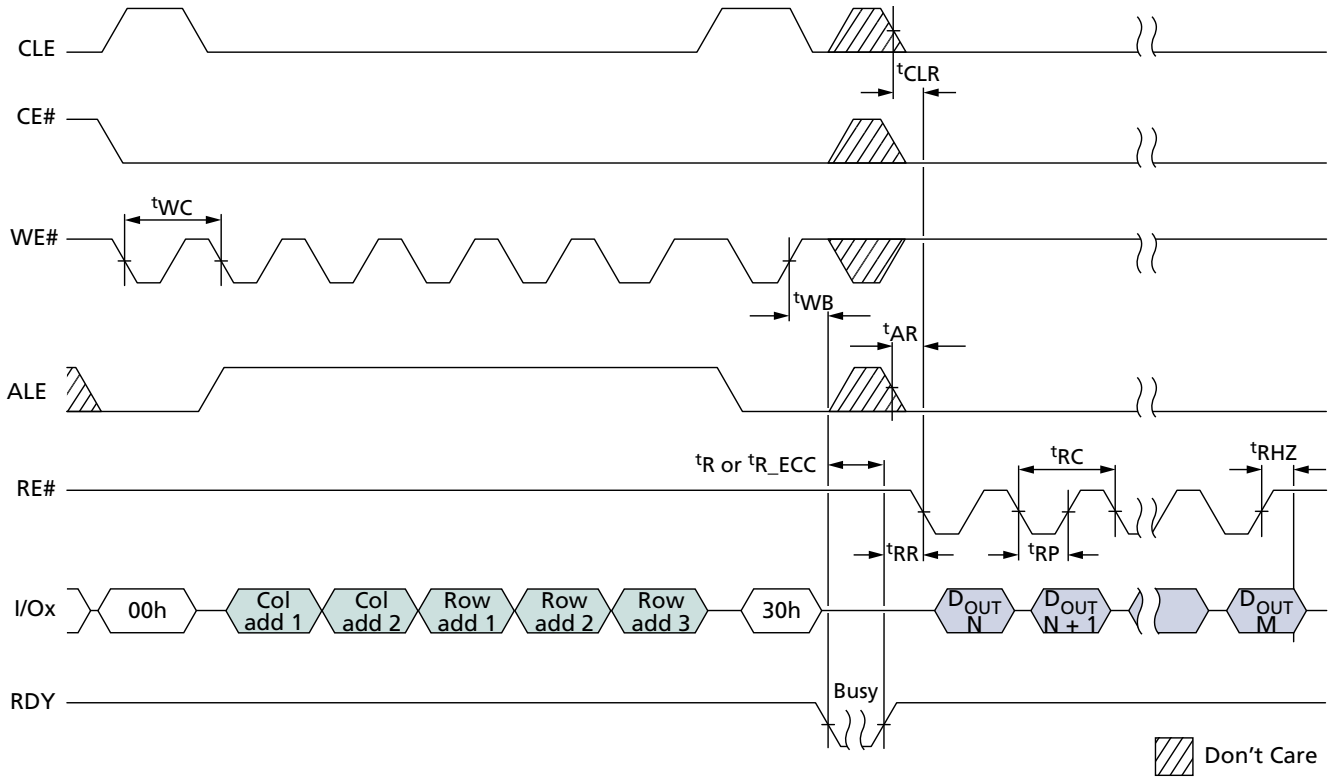 CLE
tCLR
CE#
tWC
WE#
tWB
tAR
ALE
tR or tR_ECC
tRC
tRHZ
RE#
tRR
tRP
I/Ox
00h
Col
add 1
Col
add 2
Row
add 1
Row
add 2
Row
add 3
30h
DOUT
N
DOUT
N + 1
DOUT
M
RDY
Busy
Don't Care